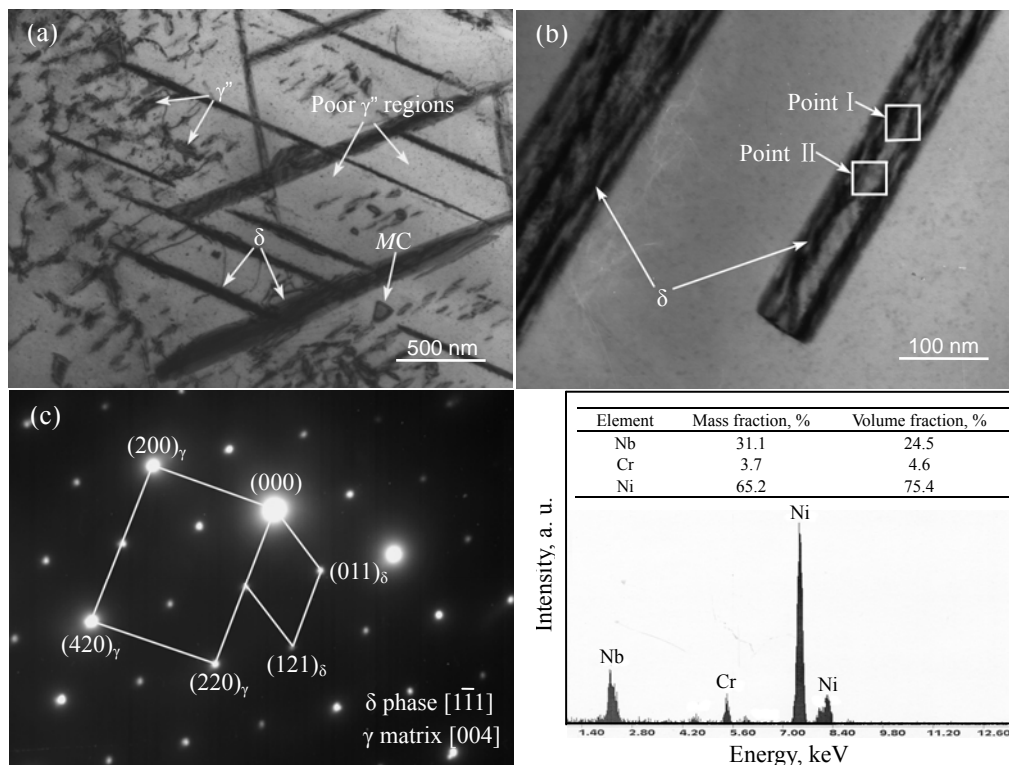 (a)
γ"
Poor γ" regions
δ
MC
500 nm
(b)
Point Ⅰ
Point Ⅱ
δ
100 nm
(c)
(200)γ
(000)
(011)δ
(420)γ
(121)δ
(220)γ
δ phase [11̄1]
γ matrix [004]
Element Mass fraction, % Volume fraction, %
Nb 31.1 24.5
Cr 3.7 4.6
Ni 65.2 75.4
Intensity, a. u.
Ni
Nb
Cr
Ni
1.40 2.80 4.20 5.60 7.00 8.40 9.80 11.20 12.60
Energy, keV